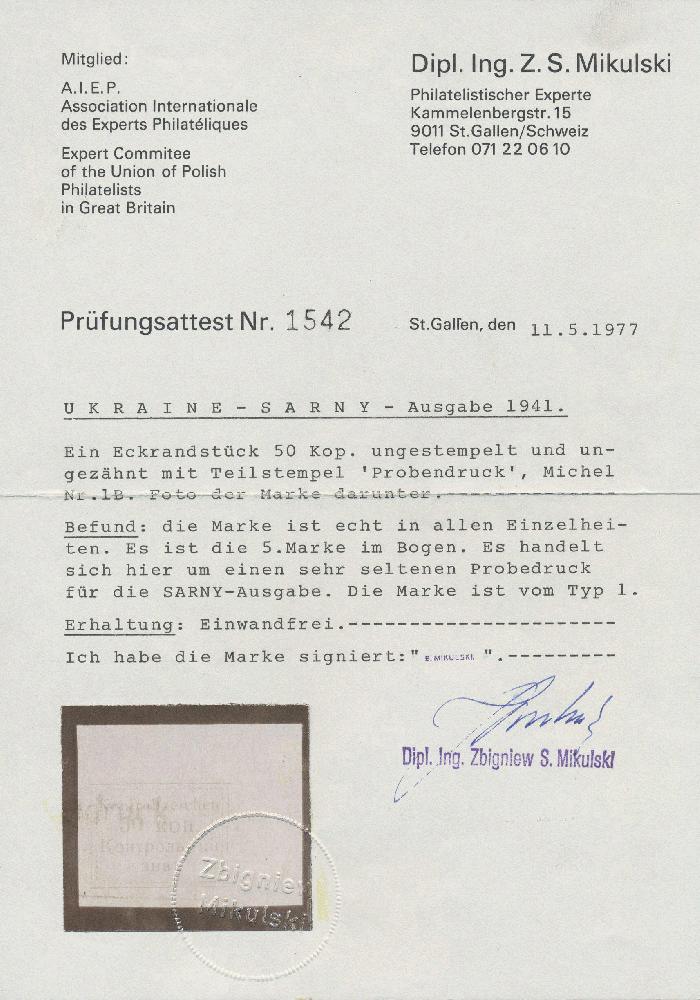 Mitglied:
A.I.E.P.
Association Internationale
des Experts Philatéliques
Expert Commitee
of the Union of Polish
Philatelists
in Great Britain
Dipl. Ing. Z. S. Mikulski
Philatelistischer Experte
Kammelenbergstr. 15
9011 St.Gallen/Schweiz
Telefon 071 22 06 10
Prüfungsattest Nr. 1542
St.Gallen, den 11.5.1977
U K R A I N E - S A R N Y - Ausgabe 1941.
Ein Eckrandstück 50 Kop. ungestempelt und un-
gezähnt mit Teilstempel 'Probendruck', Michel
Nr.1B. Foto der Marke darunter.---------------
Befund: die Marke ist echt in allen Einzelhei-
ten. Es ist die 5.Marke im Bogen. Es handelt
sich hier um einen sehr seltenen Probedruck
für die SARNY-Ausgabe. Die Marke ist vom Typ 1.
Erhaltung: Einwandfrei.----------------------
Ich habe die Marke signiert:" MIKULSKI ".---------
Dipl. Ing. Zbigniew S. Mikulski
50 коп.
Zbigniew
Mikulski